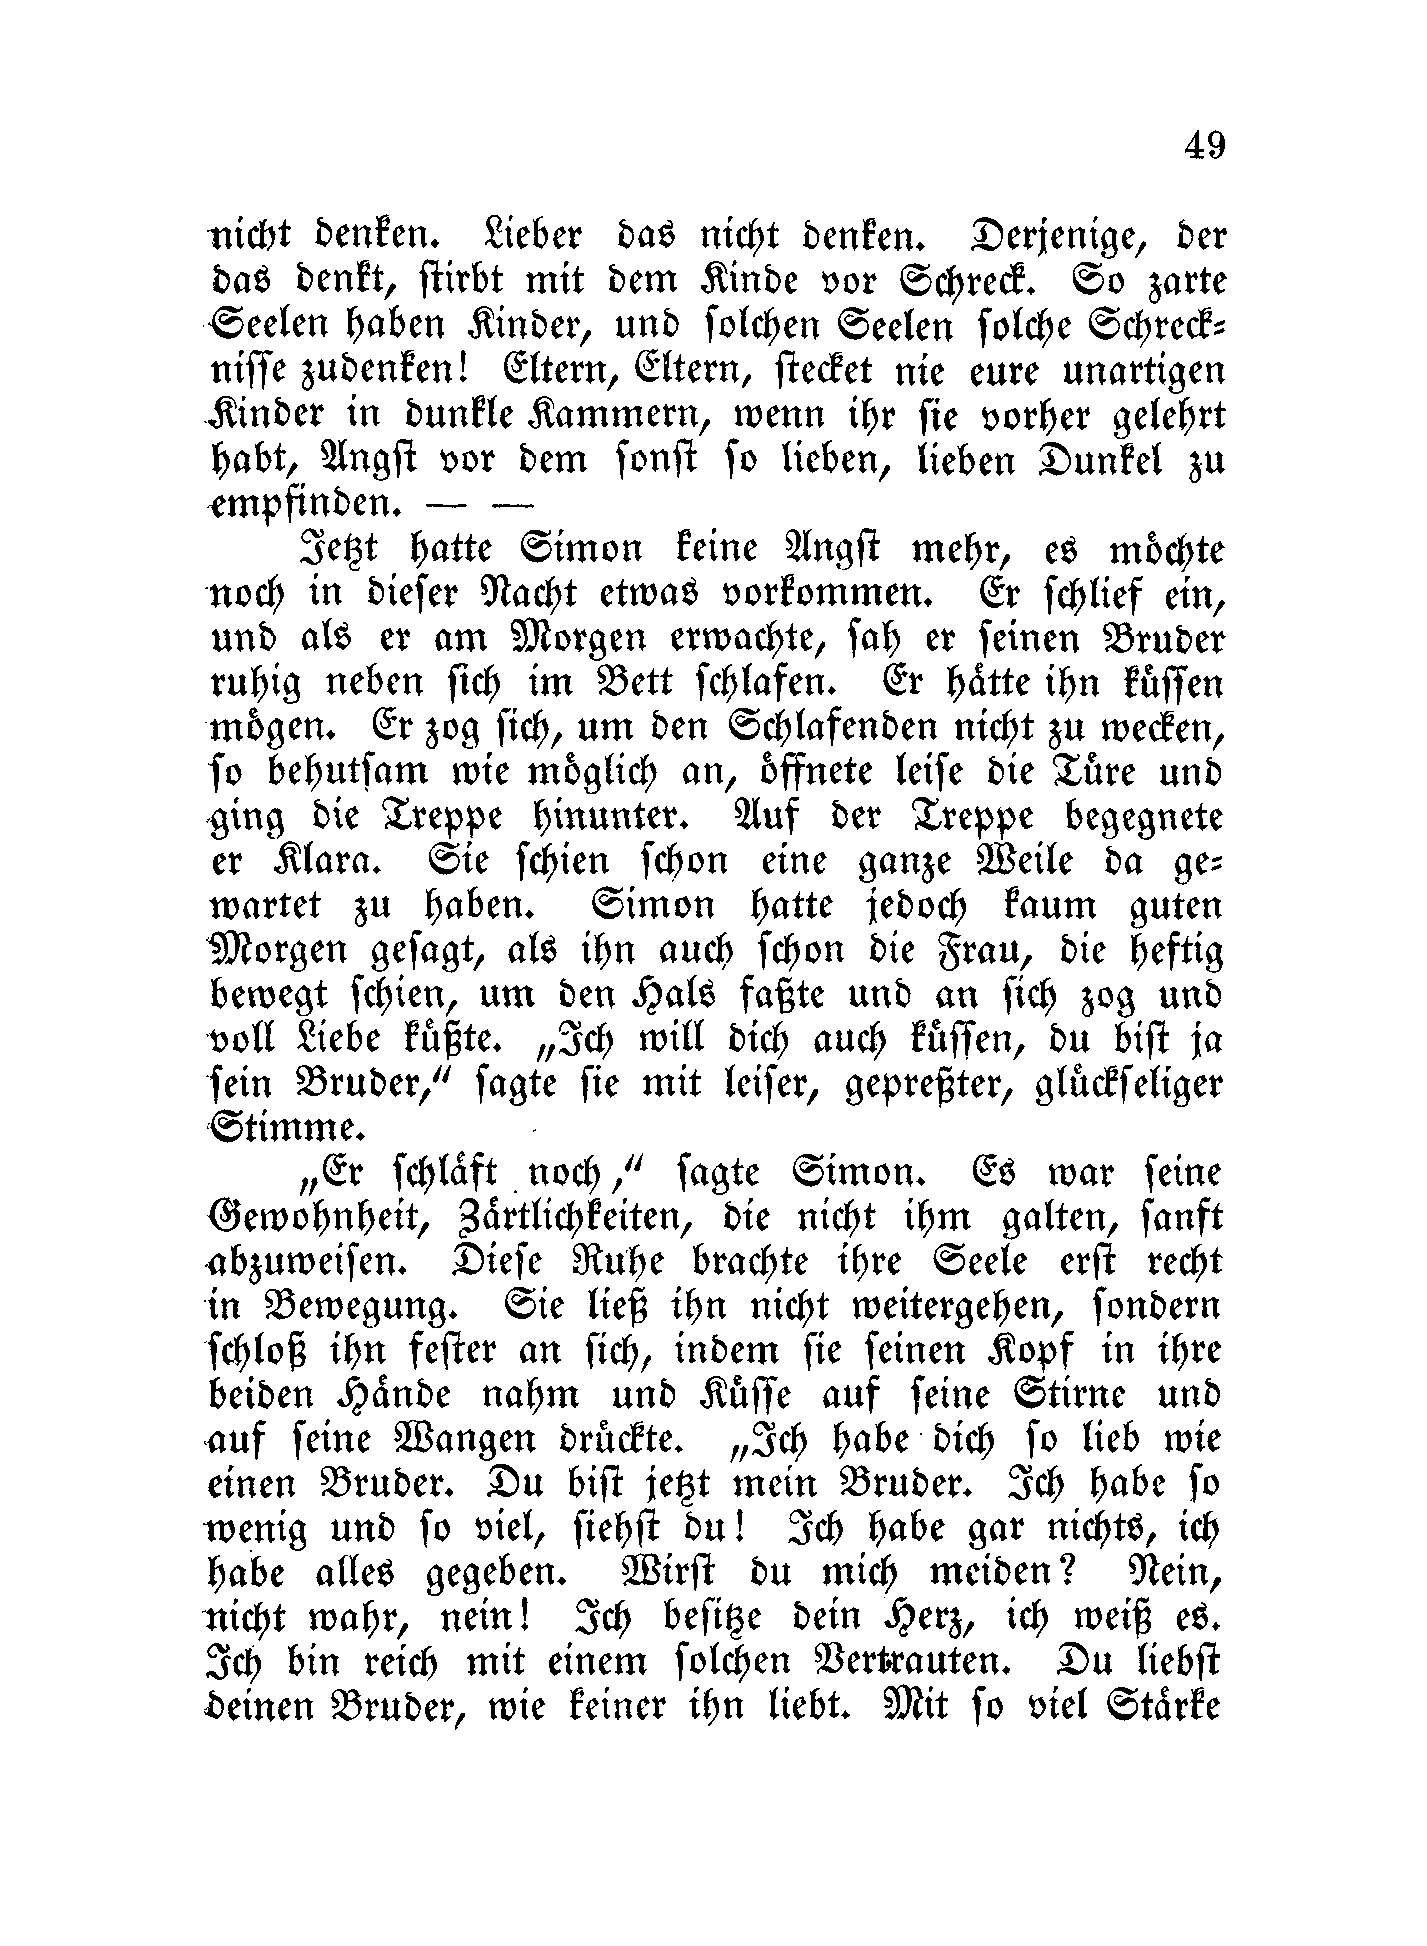 49
nicht denken. Lieber das nicht denken. Derjenige, der
das denkt, stirbt mit dem Kinde vor Schreck. So zarte
Seelen haben Kinder, und solchen Seelen solche Schreck-
nisse zudenken! Eltern, Eltern, stecket nie eure unartigen
Kinder in dunkle Kammern, wenn ihr sie vorher gelehrt
habt, Angst vor dem sonst so lieben, lieben Dunkel zu
empfinden. — —
Jetzt hatte Simon keine Angst mehr, es möchte
noch in dieser Nacht etwas vorkommen. Er schlief ein,
und als er am Morgen erwachte, sah er seinen Bruder
ruhig neben sich im Bett schlafen. Er hätte ihn küssen
mögen. Er zog sich, um den Schlafenden nicht zu wecken,
so behutsam wie möglich an, öffnete leise die Türe und
ging die Treppe hinunter. Auf der Treppe begegnete
er Klara. Sie schien schon eine ganze Weile da ge-
wartet zu haben. Simon hatte jedoch kaum guten
Morgen gesagt, als ihn auch schon die Frau, die heftig
bewegt schien, um den Hals faßte und an sich zog und
voll Liebe küßte. „Ich will dich auch küssen, du bist ja
sein Bruder,“ sagte sie mit leiser, gepreßter, glückseliger
Stimme.
„Er schläft noch,“ sagte Simon. Es war seine
Gewohnheit, Zärtlichkeiten, die nicht ihm galten, sanft
abzuweisen. Diese Ruhe brachte ihre Seele erst recht
in Bewegung. Sie ließ ihn nicht weitergehen, sondern
schloß ihn fester an sich, indem sie seinen Kopf in ihre
beiden Hände nahm und Küsse auf seine Stirne und
auf seine Wangen drückte. „Ich habe dich so lieb wie
einen Bruder. Du bist jetzt mein Bruder. Ich habe so
wenig und so viel, siehst du! Ich habe gar nichts, ich
habe alles gegeben. Wirst du mich meiden? Nein,
nicht wahr, nein! Ich besitze dein Herz, ich weiß es.
Ich bin reich mit einem solchen Vertrauten. Du liebst
deinen Bruder, wie keiner ihn liebt. Mit so viel Stärke